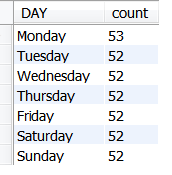 DAY count
Monday 53
Tuesday 52
Wednesday 52
Thursday 52
Friday 52
Saturday 52
Sunday 52